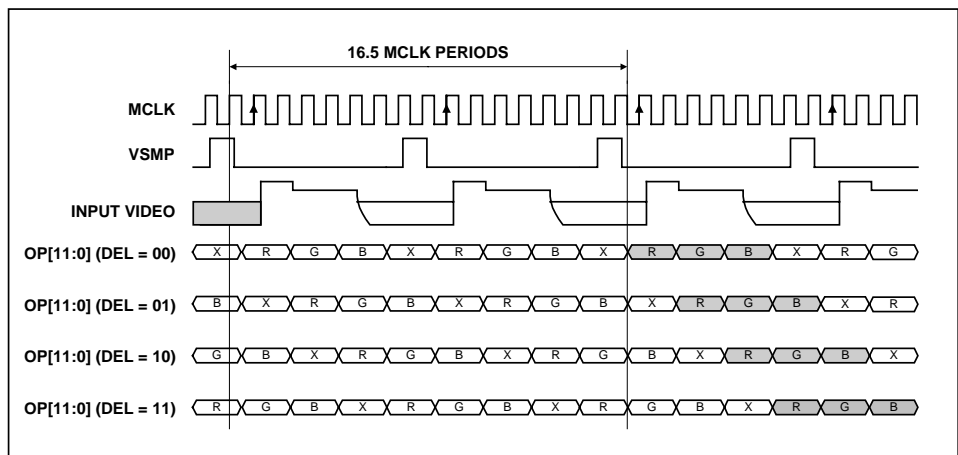 16.5 MCLK PERIODS
MCLK
VSMP
INPUT VIDEO
OP[11:0] (DEL = 00) X R G B X R G B X R G B X R G
OP[11:0] (DEL = 01) B X R G B X R G B X R G B X R
OP[11:0] (DEL = 10) G B X R G B X R G B X R G B X
OP[11:0] (DEL = 11) R G B X R G B X R G B X R G B